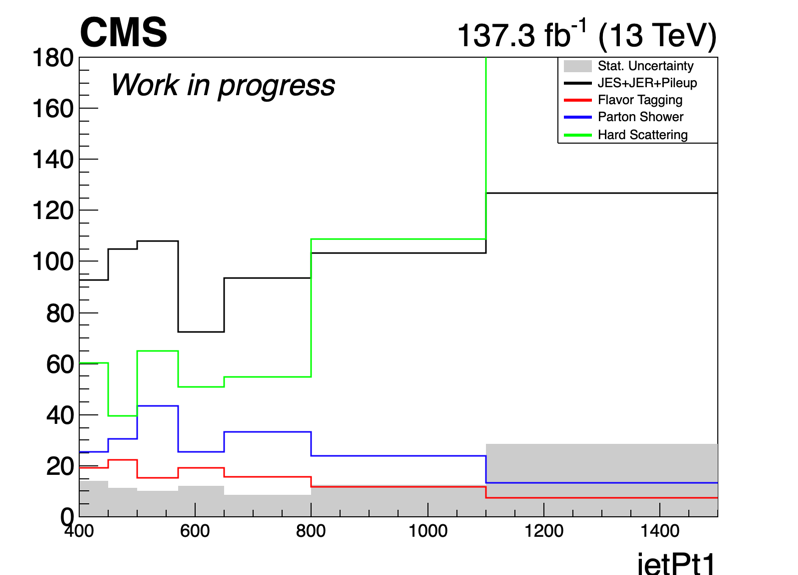 CMS 137.3 fb-1 (13 TeV)
Work in progress
Stat. Uncertainty
JES+JER+Pileup
Flavor Tagging
Parton Shower
Hard Scattering
180
160
140
120
100
80
60
40
20
0
400 600 800 1000 1200 1400
jetPt1